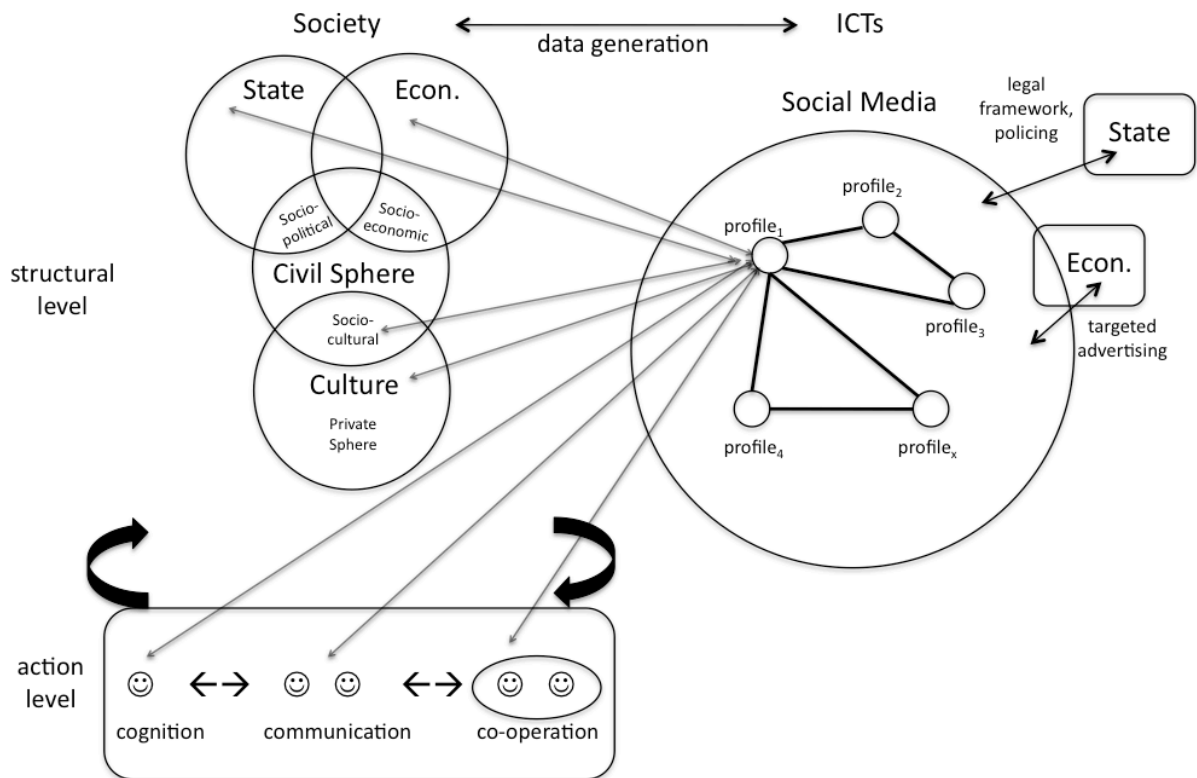 Society
data generation
ICTs
State
Econ.
Socio-
political
Socio-
economic
Civil Sphere
Socio-
cultural
Culture
Private
Sphere
structural
level
Social Media
profile1
profile2
profile3
profile4
profilex
legal
framework,
policing
State
Econ.
targeted
advertising
action
level
cognition
communication
co-operation